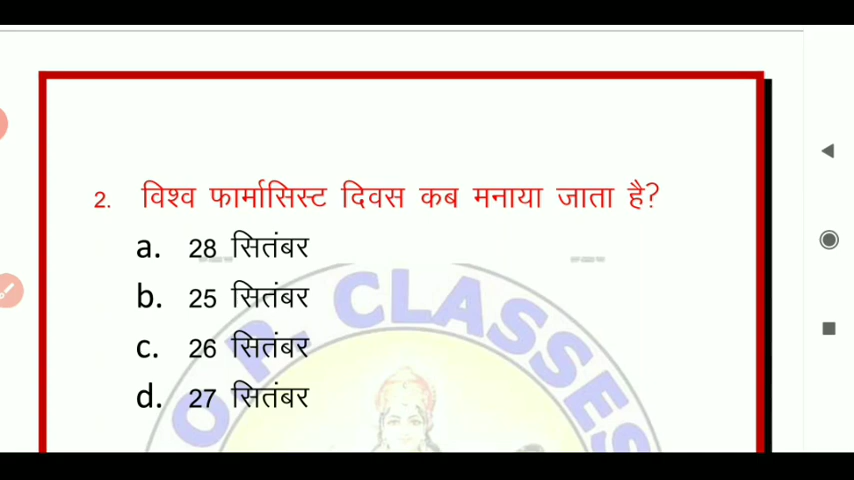 2. विश्व फार्मासिस्ट दिवस कब मनाया जाता है?
a. 28 सितंबर
b. 25 सितंबर
c. 26 सितंबर
d. 27 सितंबर
O P. CLASSES